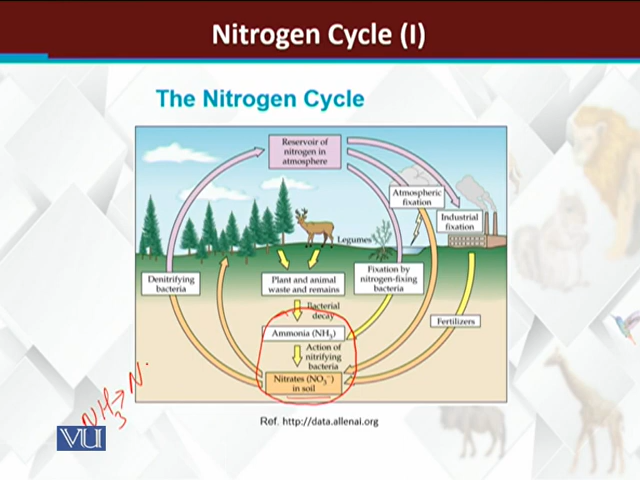 Nitrogen Cycle (I)
The Nitrogen Cycle
Reservoir of
nitrogen in
atmosphere
Atmospheric
fixation
Industrial
fixation
Legumes
Denitrifying
bacteria
Plant and animal
waste and remains
Fixation by
nitrogen-fixing
bacteria
Bacterial
decay
Fertilizers
Ammonia (NH₃)
Action of
nitrifying
bacteria
Nitrates (NO₃⁻)
in soil
NH₃→N.
VU
Ref. http://data.allenai.org